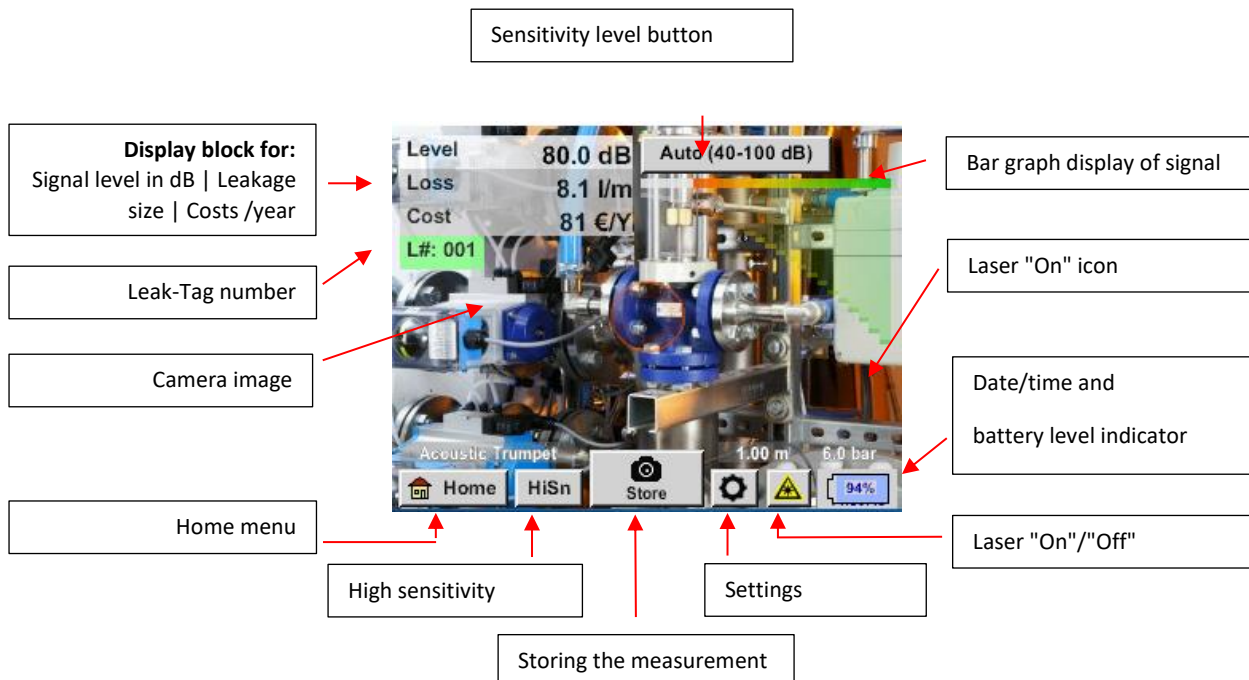 Sensitivity level button
Display block for:
Signal level in dB | Leakage
size | Costs /year
Leak-Tag number
Camera image
Home menu
Level 80.0 dB
Loss 8.1 l/m
Cost 81 €/Y
L#: 001
Auto (40-100 dB)
Acoustic Trumpet 1.00 m 6.0 bar
Home
HiSn
Store
94%
Bar graph display of signal
Laser "On" icon
Date/time and
battery level indicator
Laser "On"/"Off"
High sensitivity
Settings
Storing the measurement